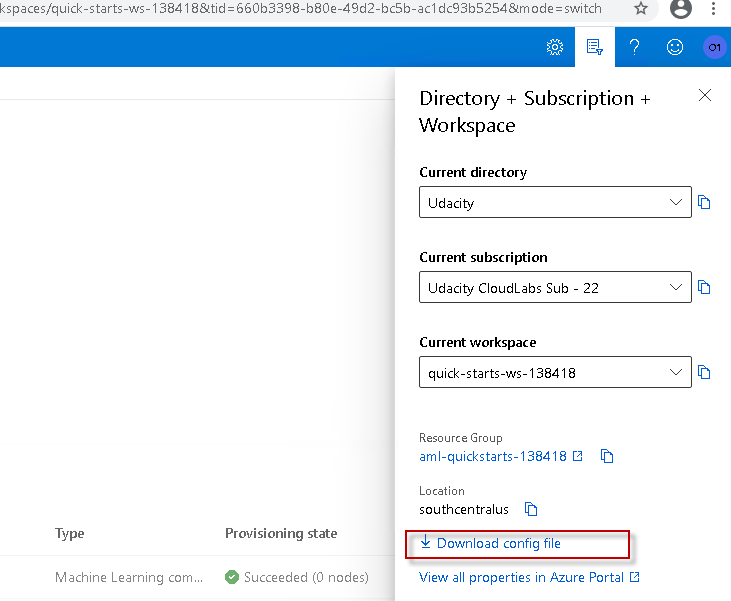 kspaces/quick-starts-ws-138418&tid=660b3398-b80e-49d2-bc5b-ac1dc93b5254&mode=switch
?
O1
Directory + Subscription +
Workspace
Current directory
Udacity
Current subscription
Udacity CloudLabs Sub - 22
Current workspace
quick-starts-ws-138418
Resource Group
aml-quickstarts-138418
Location
southcentralus
Type
Provisioning state
Download config file
Machine Learning com...
Succeeded (0 nodes)
View all properties in Azure Portal